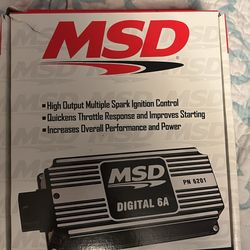 MSD
• High Output Multiple Spark Ignition Control
• Quickens Throttle Response and Improves Starting
• Increases Overall Performance and Power
MSD
PN 6201
DIGITAL 6A